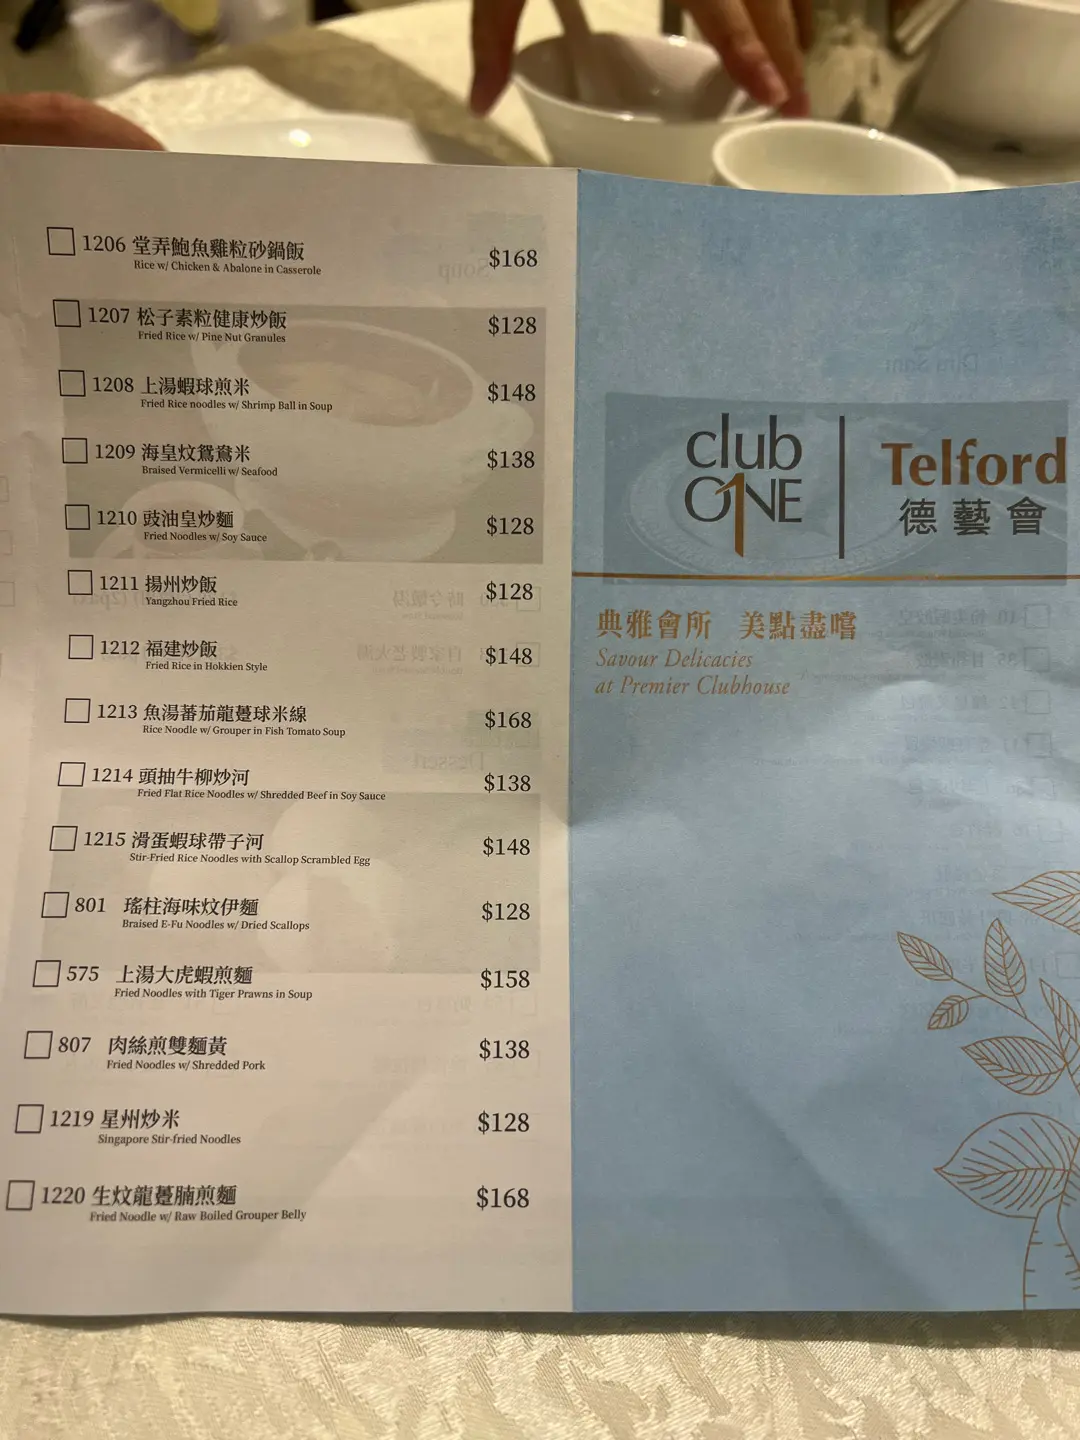 1206 堂弄鮑魚雞粒砂鍋飯 $168
Rice w/ Chicken & Abalone in Casserole
1207 松子素粒健康炒飯 $128
Fried Rice w/ Pine Nut Granules
1208 上湯蝦球煎米 $148
Fried Rice noodles w/ Shrimp Ball in Soup
1209 海皇炆鴛鴦米 $138
Braised Vermicelli w/ Seafood
1210 豉油皇炒麵 $128
Fried Noodles w/ Soy Sauce
1211 揚州炒飯 $128
Yangzhou Fried Rice
1212 福建炒飯 $148
Fried Rice in Hokkien Style
1213 魚湯蕃茄龍躉球米線 $168
Rice Noodle w/ Grouper in Fish Tomato Soup
1214 頭抽牛柳炒河 $138
Fried Flat Rice Noodles w/ Shredded Beef in Soy Sauce
1215 滑蛋蝦球帶子河 $148
Stir-Fried Rice Noodles with Scallop Scrambled Egg
801 瑤柱海味炆伊麵 $128
Braised E-Fu Noodles w/ Dried Scallops
575 上湯大虎蝦煎麵 $158
Fried Noodles with Tiger Prawns in Soup
807 肉絲煎雙麵黃 $138
Fried Noodles w/ Shredded Pork
1219 星州炒米 $128
Singapore Stir-fried Noodles
1220 生炆龍躉腩煎麵 $168
Fried Noodle w/ Raw Boiled Grouper Belly
club
ONE
Telford
德藝會
典雅會所 美點盡嚐
Savour Delicacies
at Premier Clubhouse